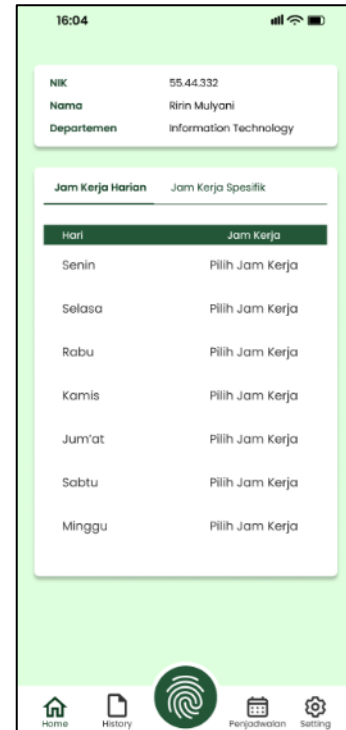 16:04
NIK 55.44.332
Nama Ririn Mulyani
Departemen Information Technology
Jam Kerja Harian Jam Kerja Spesifik
Hari Jam Kerja
Senin Pilih Jam Kerja
Selasa Pilih Jam Kerja
Rabu Pilih Jam Kerja
Kamis Pilih Jam Kerja
Jum'at Pilih Jam Kerja
Sabtu Pilih Jam Kerja
Minggu Pilih Jam Kerja
Home History Penjadwalan Setting